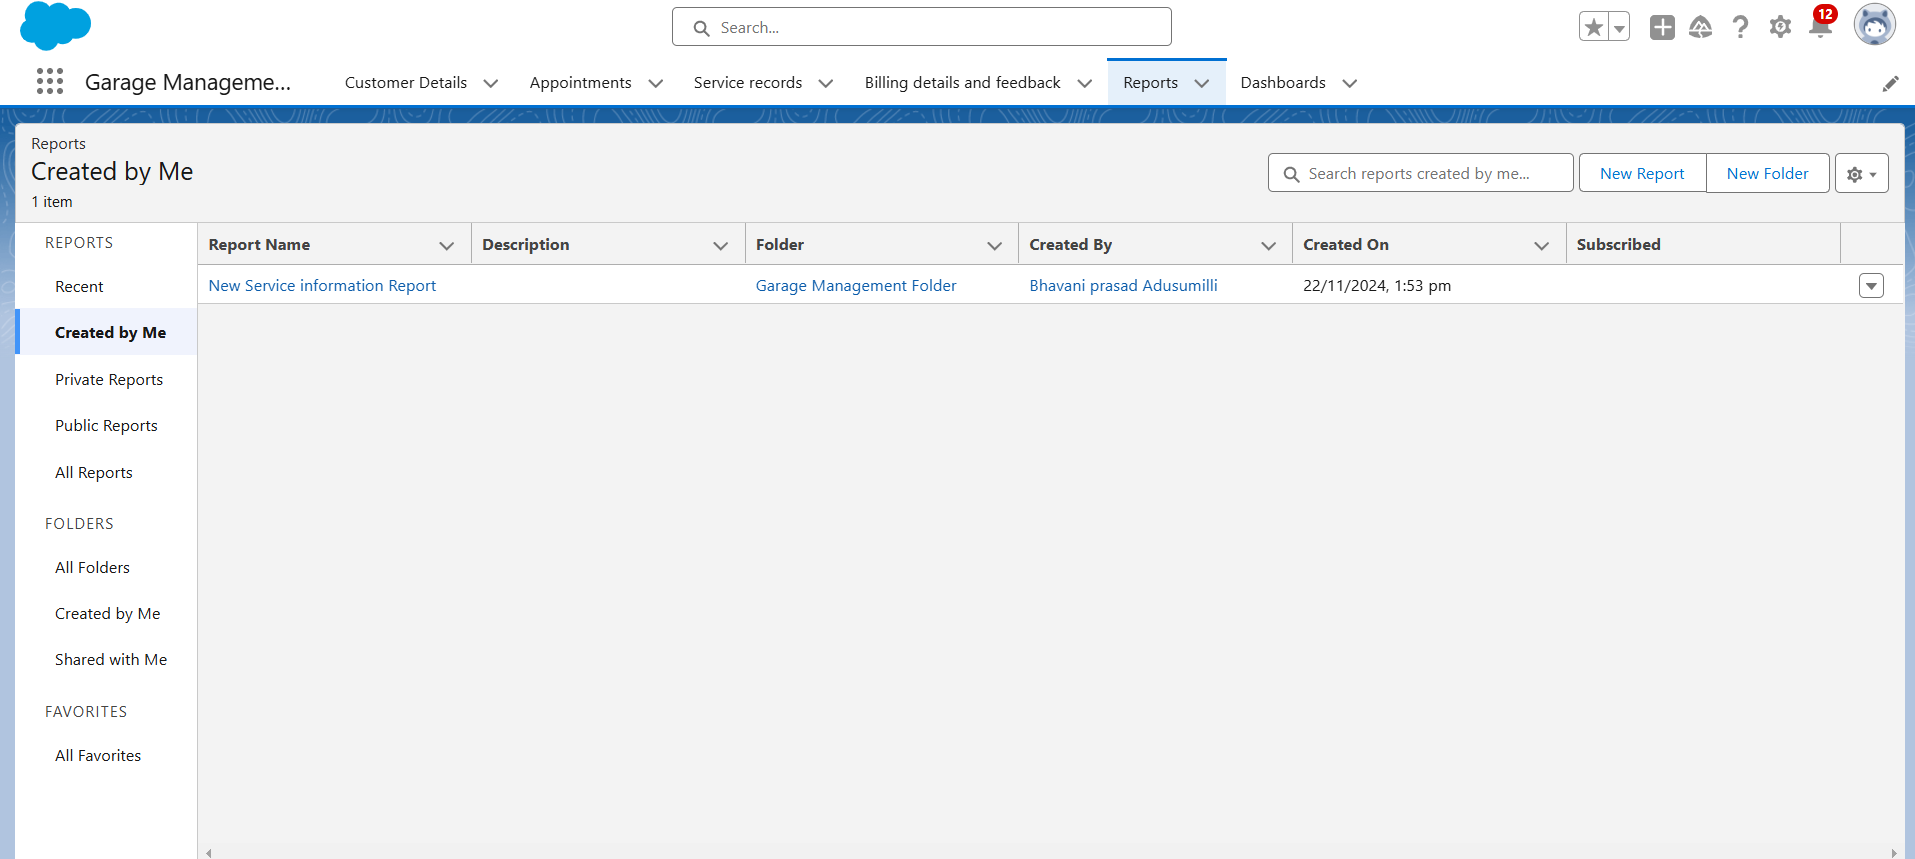 Search...
12
Garage Manageme...
Customer Details
Appointments
Service records
Billing details and feedback
Reports
Dashboards
Reports
Created by Me
1 item
Search reports created by me...
New Report
New Folder
REPORTS
Recent
Created by Me
Private Reports
Public Reports
All Reports
FOLDERS
All Folders
Created by Me
Shared with Me
FAVORITES
All Favorites
Report Name
Description
Folder
Created By
Created On
Subscribed
New Service information Report
Garage Management Folder
Bhavani prasad Adusumilli
22/11/2024, 1:53 pm